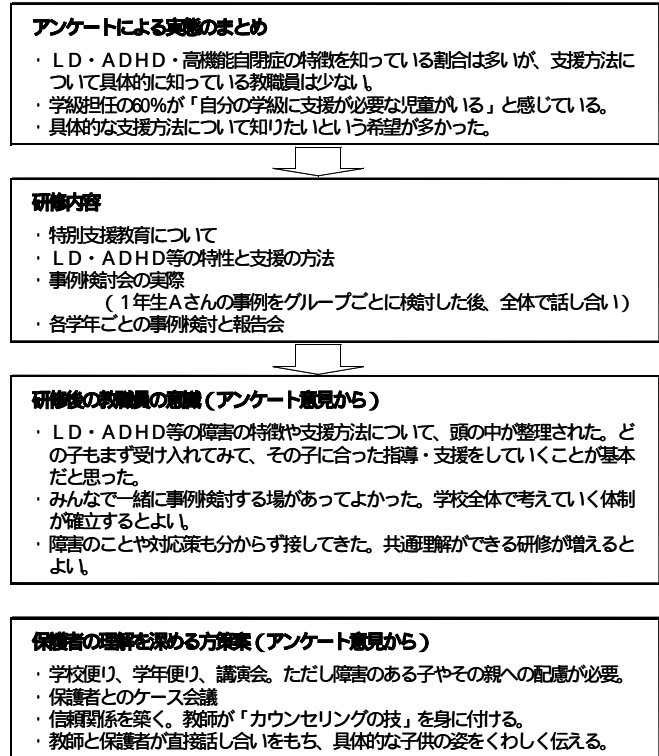 アンケートによる実態のまとめ
・ＬＤ・ＡＤＨＤ・高機能自閉症の特徴を知っている割合は多いが、支援方法に
ついて具体的に知っている教職員は少ない。
・学級担任の60％が「自分の学級に支援が必要な児童がいる」と感じている。
・具体的な支援方法について知りたいという希望が多かった。
研修内容
・特別支援教育について
・ＬＤ・ＡＤＨＤ等の特性と支援の方法
・事例検討会の実際
（１年生Ａさんの事例をグループごとに検討した後、全体で話し合い）
・各学年ごとの事例検討と報告会
研修後の教職員の意識（アンケート意見から）
・ＬＤ・ＡＤＨＤ等の障害の特徴や支援方法について、頭の中が整理された。ど
の子もまず受け入れてみて、その子に合った指導・支援をしていくことが基本
だと思った。
・みんなで一緒に事例検討する場があってよかった。学校全体で考えていく体制
が確立するとよい。
・障害のことや対応策も分からず接してきた。共通理解ができる研修が増えると
よい。
保護者の理解を深める方策案（アンケート意見から）
・学校便り、学年便り、講演会。ただし障害のある子やその親への配慮が必要。
・保護者とのケース会議
・信頼関係を築く。教師が「カウンセリングの技」を身に付ける。
・教師と保護者が直接話し合いをもち、具体的な子供の姿をくわしく伝える。